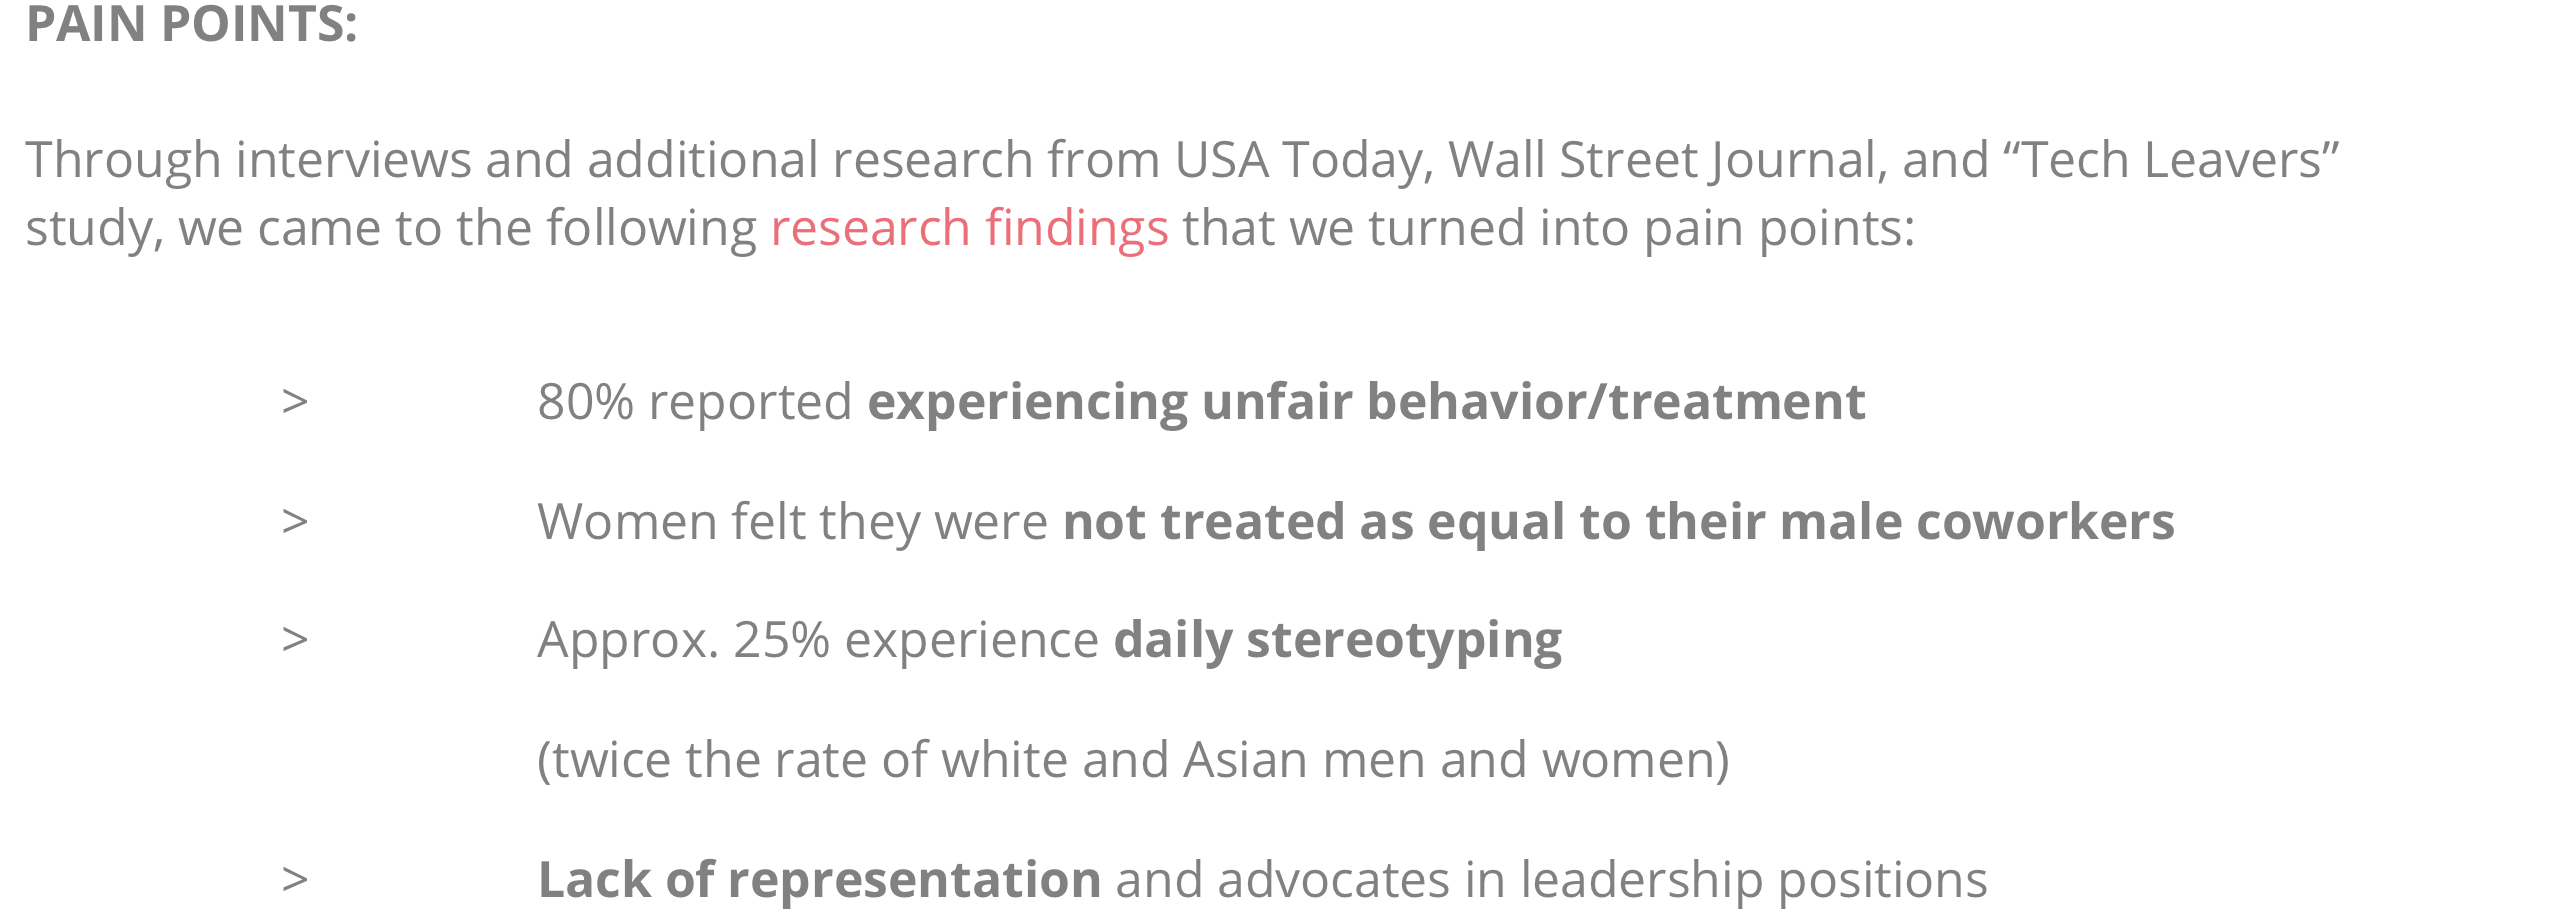 PAIN POINTS:
Through interviews and additional research from USA Today, Wall Street Journal, and “Tech Leavers”
study, we came to the following research findings that we turned into pain points:
> 80% reported experiencing unfair behavior/treatment
> Women felt they were not treated as equal to their male coworkers
> Approx. 25% experience daily stereotyping
(twice the rate of white and Asian men and women)
> Lack of representation and advocates in leadership positions